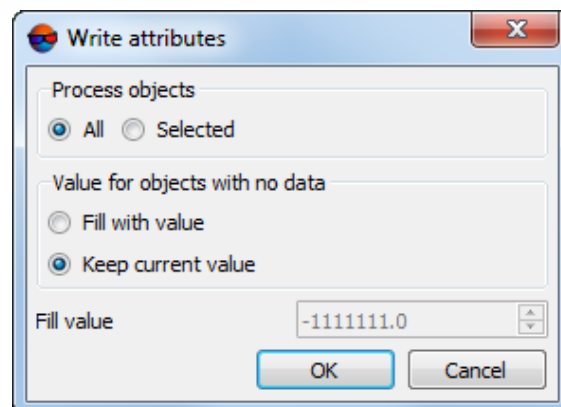 Write attributes
Process objects
All Selected
Value for objects with no data
Fill with value
Keep current value
Fill value -1111111.0
OK Cancel